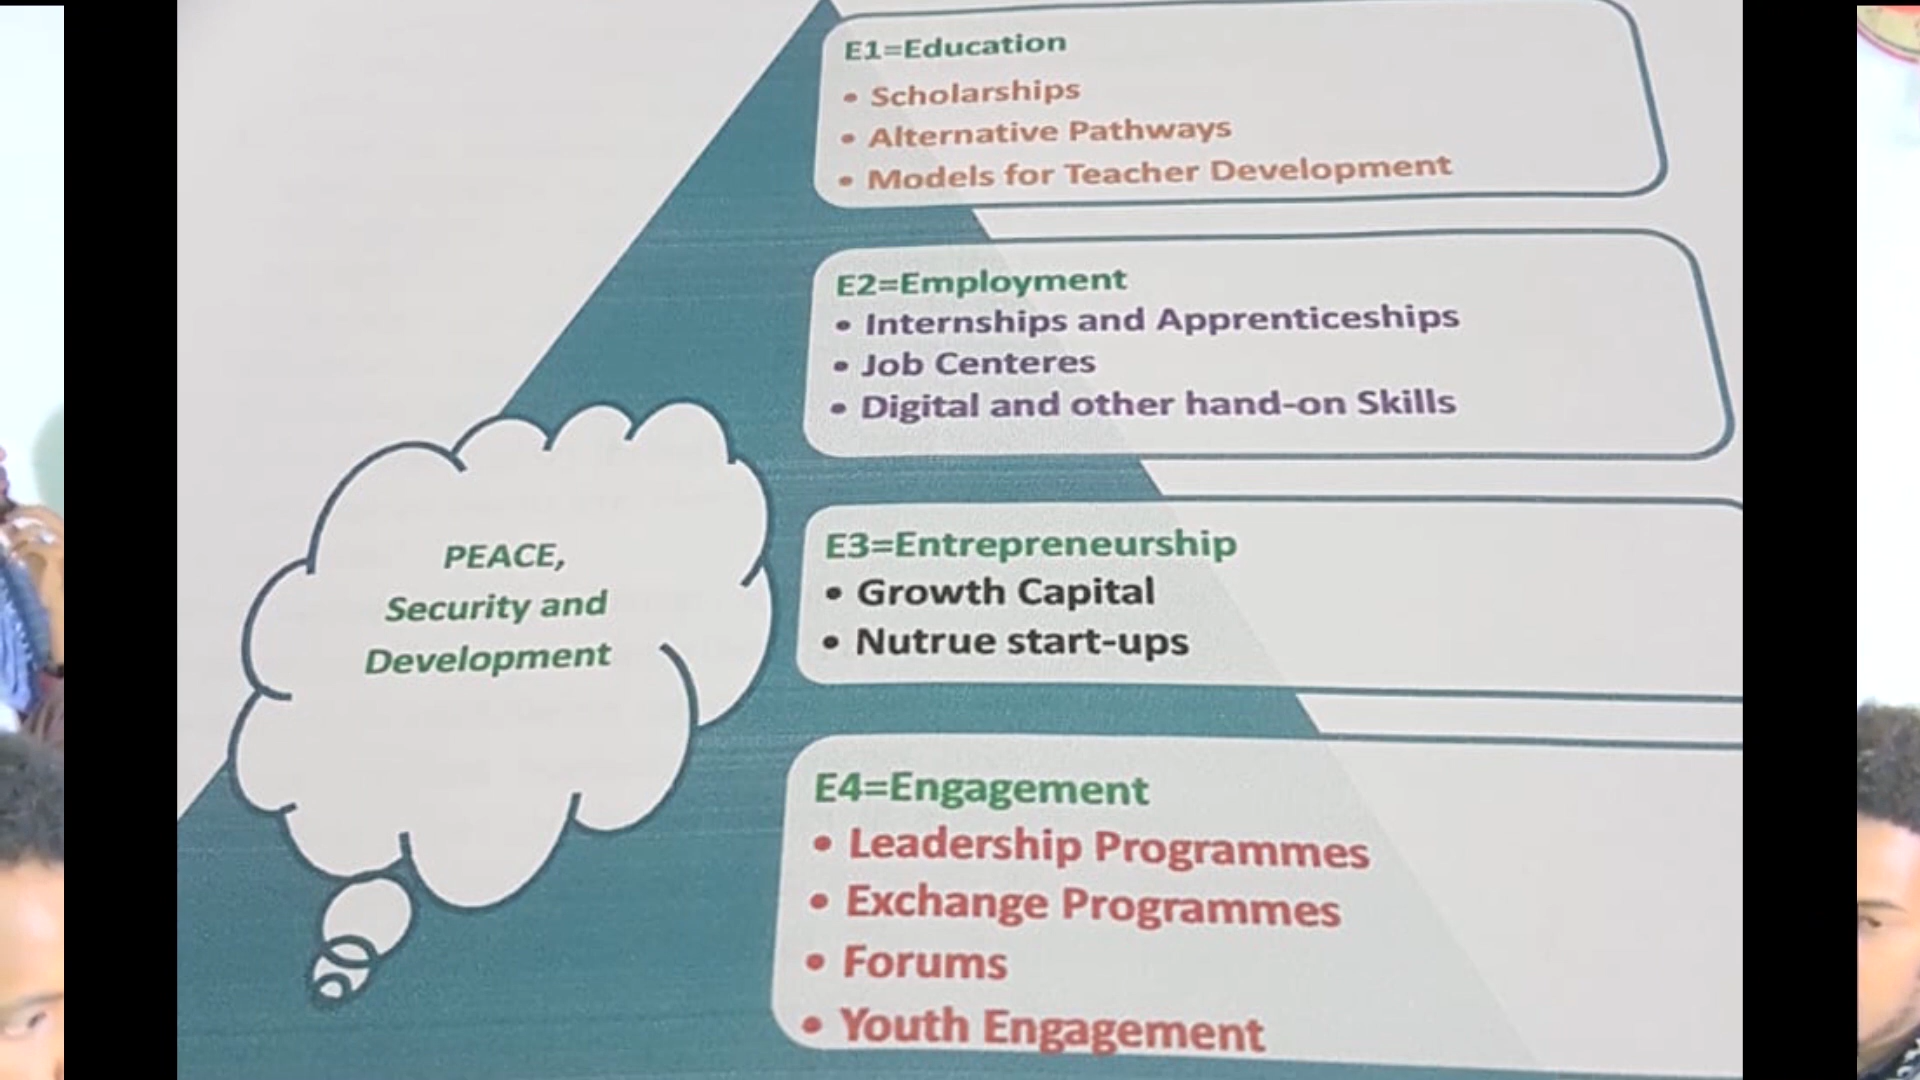 E1=Education
• Scholarships
• Alternative Pathways
• Models for Teacher Development
E2=Employment
• Internships and Apprenticeships
• Job Centeres
• Digital and other hand-on Skills
PEACE,
Security and
Development
E3=Entrepreneurship
• Growth Capital
• Nutrue start-ups
E4=Engagement
• Leadership Programmes
• Exchange Programmes
• Forums
• Youth Engagement